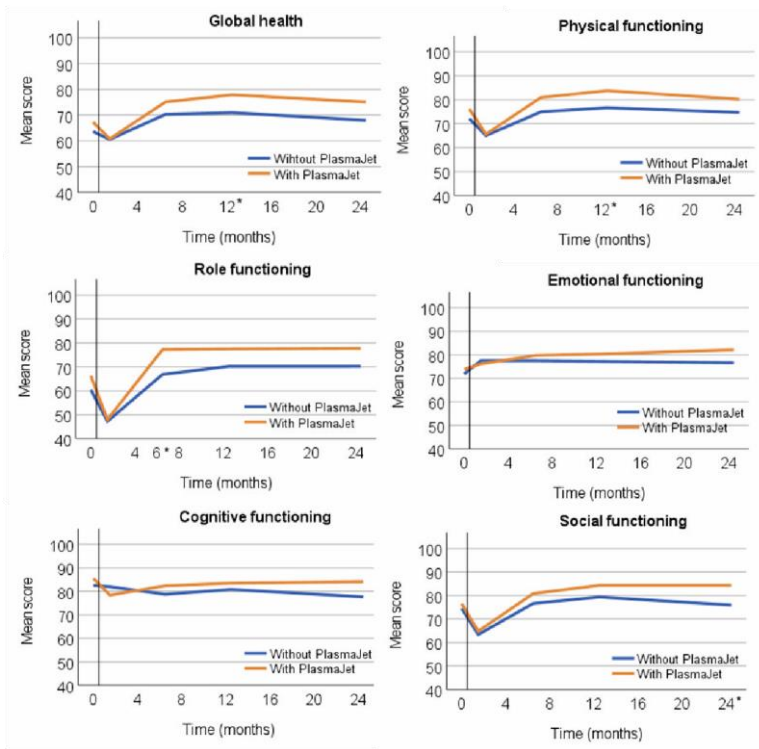 Global health
100
90
80
70
60
50
40
Mean score
Wihtout PlasmaJet
With PlasmaJet
0 4 8 12* 16 20 24
Time (months)
Physical functioning
100
90
80
70
60
50
40
Mean score
Without PlasmaJet
With PlasmaJet
0 4 8 12* 16 20 24
Time (months)
Role functioning
100
90
80
70
60
50
40
Mean score
Without PlasmaJet
With PlasmaJet
0 4 6* 8 12 16 20 24
Time (months)
Emotional functioning
100
90
80
70
60
50
40
Mean score
Without PlasmaJet
With PlasmaJet
0 4 8 12 16 20 24
Time (months)
Cognitive functioning
100
90
80
70
60
50
40
Mean score
Without PlasmaJet
With PlasmaJet
0 4 8 12 16 20 24
Time (months)
Social functioning
100
90
80
70
60
50
40
Mean score
Without PlasmaJet
With PlasmaJet
0 4 8 12 16 20 24*
Time (months)